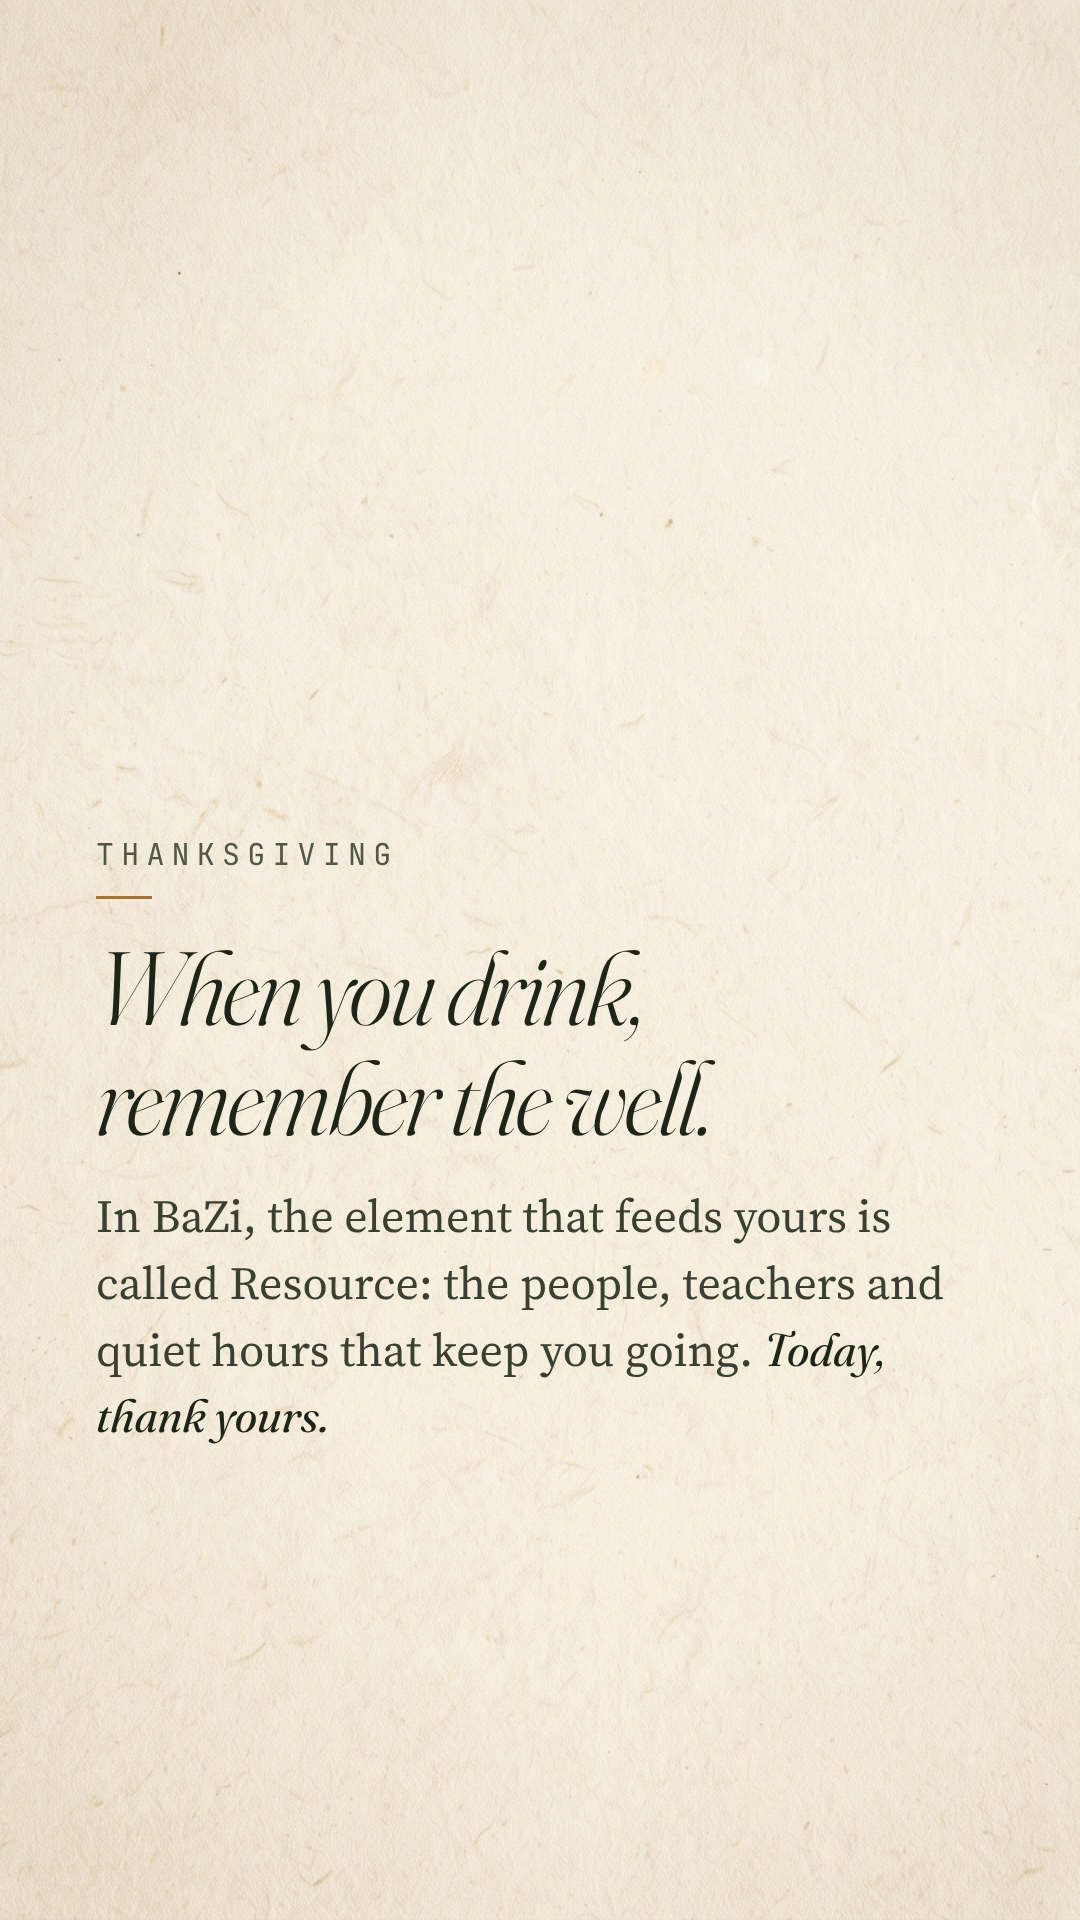 THANKSGIVING
When you drink,
remember the well.
In BaZi, the element that feeds yours is
called Resource: the people, teachers and
quiet hours that keep you going. Today,
thank yours.